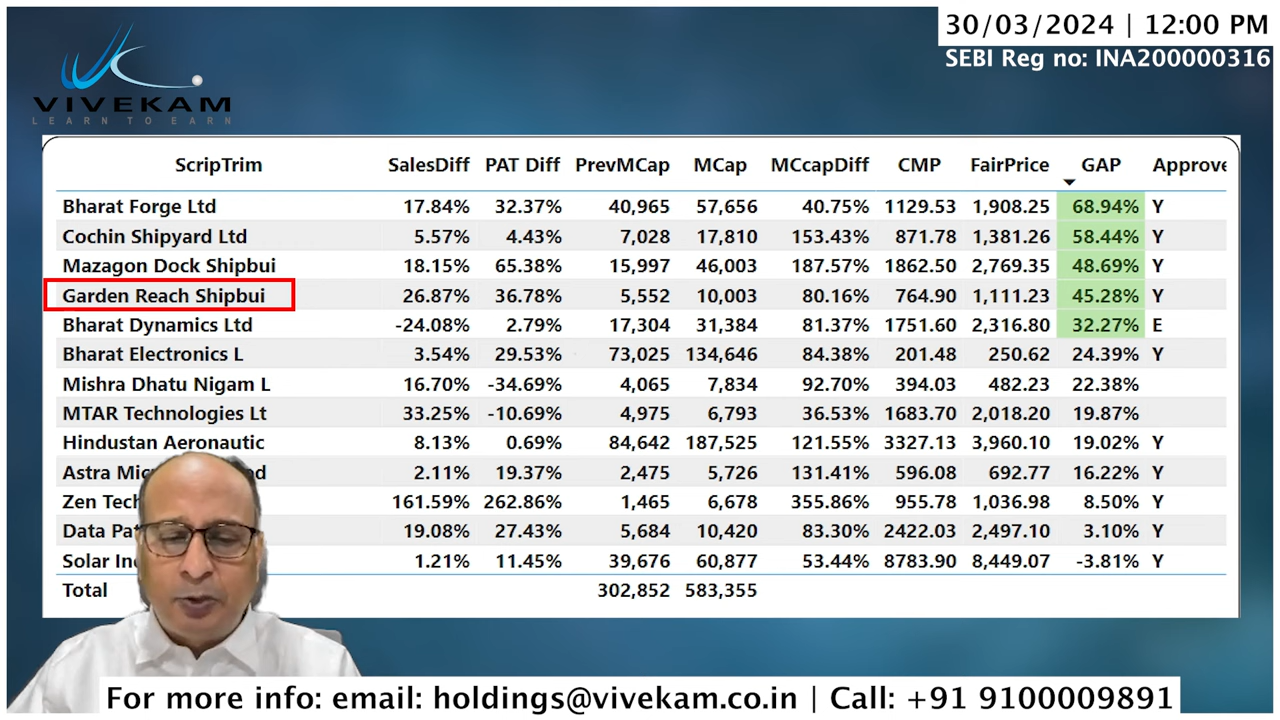 30/03/2024 | 12:00 PM
SEBI Reg no: INA200000316
VIVEKAM
LEARN TO EARN
ScripTrim SalesDiff PAT Diff PrevMCap MCap MCcapDiff CMP FairPrice GAP Approve
Bharat Forge Ltd 17.84% 32.37% 40,965 57,656 40.75% 1129.53 1,908.25 68.94% Y
Cochin Shipyard Ltd 5.57% 4.43% 7,028 17,810 153.43% 871.78 1,381.26 58.44% Y
Mazagon Dock Shipbui 18.15% 65.38% 15,997 46,003 187.57% 1862.50 2,769.35 48.69% Y
Garden Reach Shipbui 26.87% 36.78% 5,552 10,003 80.16% 764.90 1,111.23 45.28% Y
Bharat Dynamics Ltd -24.08% 2.79% 17,304 31,384 81.37% 1751.60 2,316.80 32.27% E
Bharat Electronics L 3.54% 29.53% 73,025 134,646 84.38% 201.48 250.62 24.39% Y
Mishra Dhatu Nigam L 16.70% -34.69% 4,065 7,834 92.70% 394.03 482.23 22.38%
MTAR Technologies Lt 33.25% -10.69% 4,975 6,793 36.53% 1683.70 2,018.20 19.87%
Hindustan Aeronautic 8.13% 0.69% 84,642 187,525 121.55% 3327.13 3,960.10 19.02% Y
Astra 2.11% 19.37% 2,475 5,726 131.41% 596.08 692.77 16.22% Y
Zen 161.59% 262.86% 1,465 6,678 355.86% 955.78 1,036.98 8.50% Y
Data 19.08% 27.43% 5,684 10,420 83.30% 2422.03 2,497.10 3.10% Y
Solar 1.21% 11.45% 39,676 60,877 53.44% 8783.90 8,449.07 -3.81% Y
Total 302,852 583,355
For more info: email: holdings@vivekam.co.in | Call: +91 9100009891